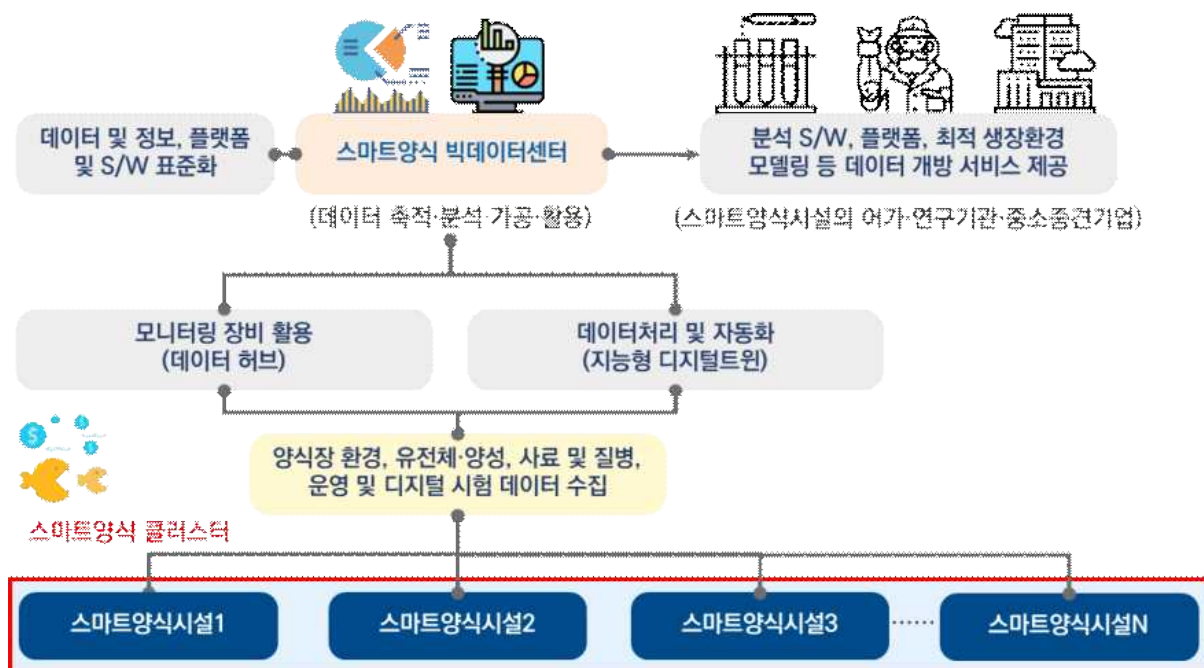 데이터 및 정보, 플랫폼
및 S/W 표준화
스마트양식 빅데이터센터
분석 S/W, 플랫폼, 최적 생장환경
모델링 등 데이터 개방 서비스 제공
(데이터 축적·분석·가공·활용)
(스마트양식시설의 어가·연구기관·중소중견기업)
모니터링 장비 활용
(데이터 허브)
데이터처리 및 자동화
(지능형 디지털트윈)
양식장 환경, 유전체·양성, 사료 및 질병,
운영 및 디지털 시험 데이터 수집
스마트양식 클러스터
스마트양식시설1
스마트양식시설2
스마트양식시설3
......
스마트양식시설N